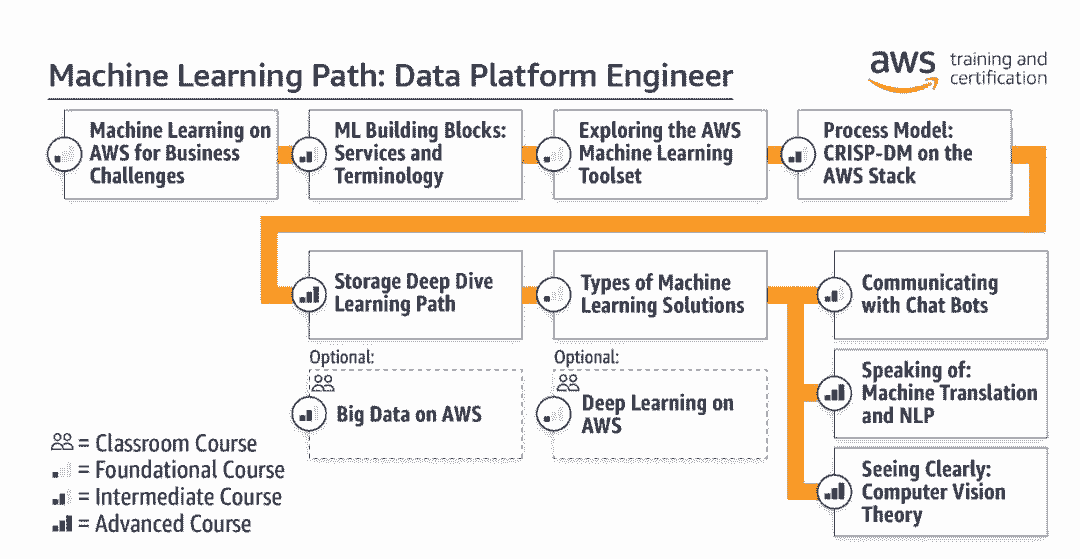 Machine Learning Path: Data Platform Engineer
aws training and
certification
Machine Learning on
AWS for Business
Challenges
ML Building Blocks:
Services and
Terminology
Exploring the AWS
Machine Learning
Toolset
Process Model:
CRISP-DM on the
AWS Stack
Storage Deep Dive
Learning Path
Types of Machine
Learning Solutions
Communicating
with Chat Bots
Optional:
Big Data on AWS
Optional:
Deep Learning on
AWS
Speaking of:
Machine Translation
and NLP
Seeing Clearly:
Computer Vision
Theory
= Classroom Course
= Foundational Course
= Intermediate Course
= Advanced Course